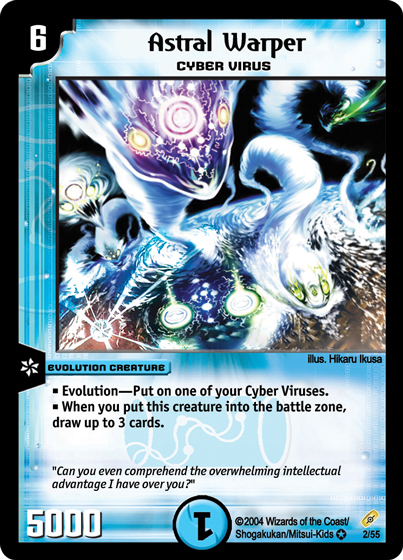 6
Astral Warper
CYBER VIRUS
illus. Hikaru Ikusa
EVOLUTION CREATURE
■ Evolution—Put on one of your Cyber Viruses.
■ When you put this creature into the battle zone,
draw up to 3 cards.
"Can you even comprehend the overwhelming intellectual
advantage I have over you?"
5000
1
©2004 Wizards of the Coast/
Shogakukan/Mitsui-Kids ✪ 2/55